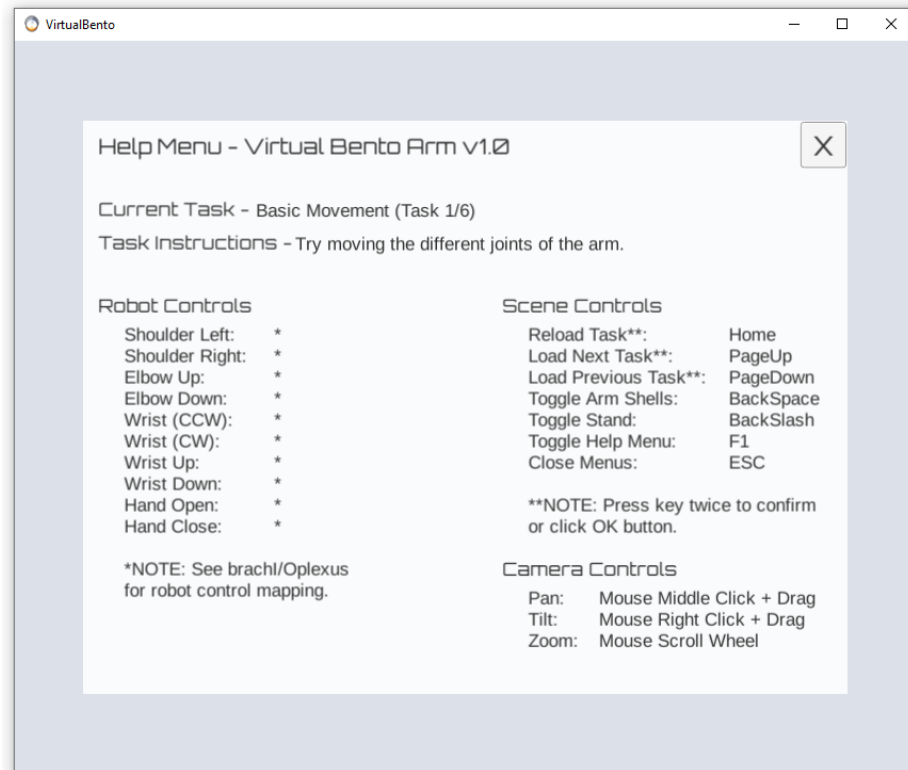 VirtualBento
Help Menu - Virtual Bento Arm v1.0
X
Current Task - Basic Movement (Task 1/6)
Task Instructions - Try moving the different joints of the arm.
Robot Controls
Shoulder Left: *
Shoulder Right: *
Elbow Up: *
Elbow Down: *
Wrist (CCW): *
Wrist (CW): *
Wrist Up: *
Wrist Down: *
Hand Open: *
Hand Close: *
*NOTE: See brachI/Oplexus
for robot control mapping.
Scene Controls
Reload Task**: Home
Load Next Task**: PageUp
Load Previous Task**: PageDown
Toggle Arm Shells: BackSpace
Toggle Stand: BackSlash
Toggle Help Menu: F1
Close Menus: ESC
**NOTE: Press key twice to confirm
or click OK button.
Camera Controls
Pan: Mouse Middle Click + Drag
Tilt: Mouse Right Click + Drag
Zoom: Mouse Scroll Wheel